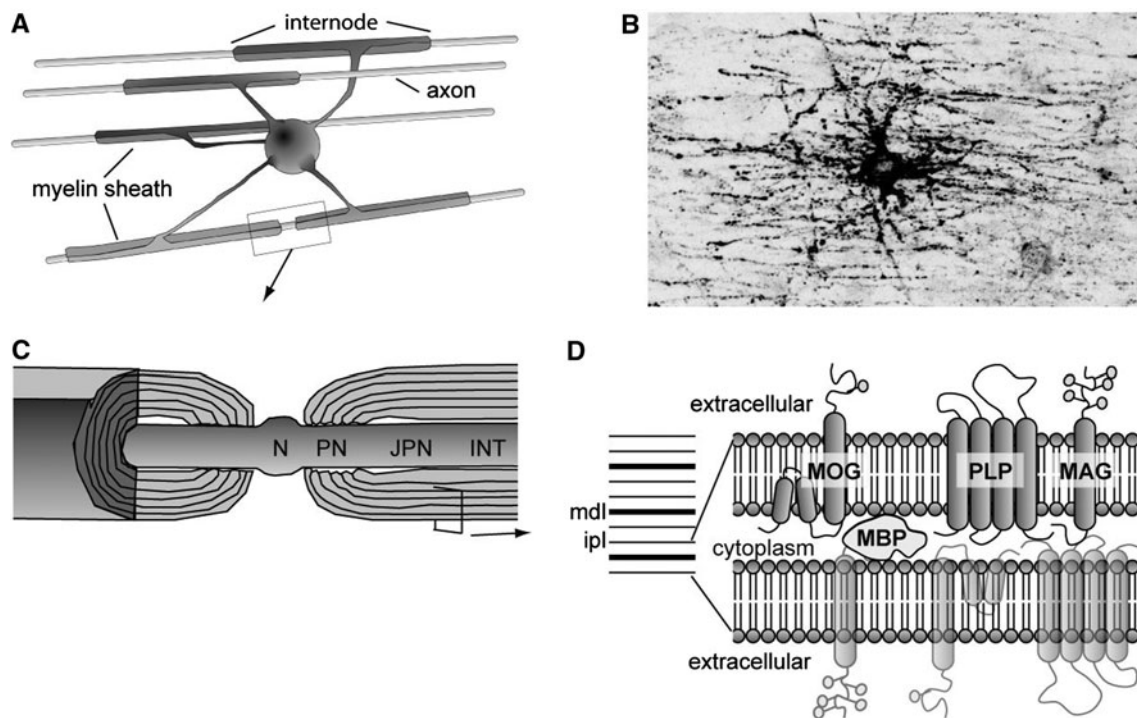 A
internode
axon
myelin sheath
B
C
N PN JPN INT
D
extracellular
MOG PLP MAG
mdl
ipl
cytoplasm
MBP
extracellular